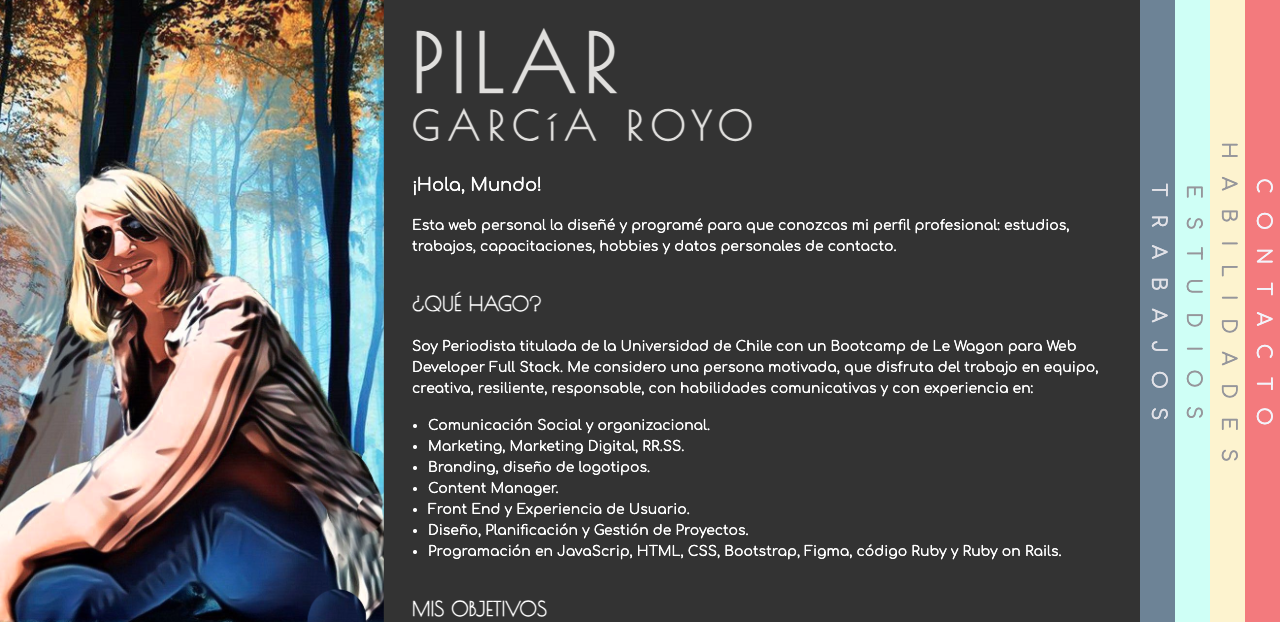 PILAR
GARCíA ROYO
¡Hola, Mundo!
Esta web personal la diseñé y programé para que conozcas mi perfil profesional: estudios,
trabajos, capacitaciones, hobbies y datos personales de contacto.
¿QUÉ HAGO?
Soy Periodista titulada de la Universidad de Chile con un Bootcamp de Le Wagon para Web
Developer Full Stack. Me considero una persona motivada, que disfruta del trabajo en equipo,
creativa, resiliente, responsable, con habilidades comunicativas y con experiencia en:
• Comunicación Social y organizacional.
• Marketing, Marketing Digital, RR.SS.
• Branding, diseño de logotipos.
• Content Manager.
• Front End y Experiencia de Usuario.
• Diseño, Planificación y Gestión de Proyectos.
• Programación en JavaScrip, HTML, CSS, Bootstrap, Figma, código Ruby y Ruby on Rails.
MIS OBJETIVOS
TRABAJOS
ESTUDIOS
HABILIDADES
CONTACTO